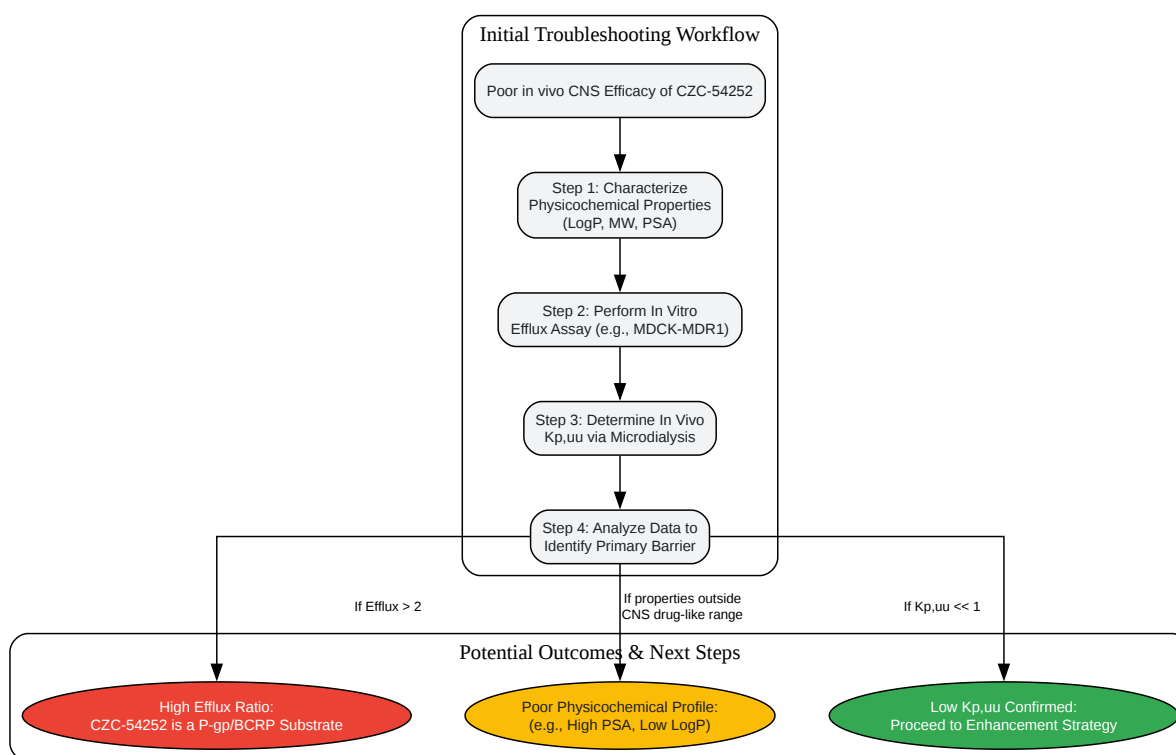 Initial Troubleshooting Workflow
Poor in vivo CNS Efficacy of CZC-54252
Step 1: Characterize
Physicochemical Properties
(LogP, MW, PSA)
Step 2: Perform In Vitro
Efflux Assay (e.g., MDCK-MDR1)
Step 3: Determine In Vivo
Kp,uu via Microdialysis
Step 4: Analyze Data to
Identify Primary Barrier
If Efflux > 2
If properties outside
CNS drug-like range
If Kp,uu << 1
Potential Outcomes & Next Steps
High Efflux Ratio:
CZC-54252 is a P-gp/BCRP Substrate
Poor Physicochemical Profile:
(e.g., High PSA, Low LogP)
Low Kp,uu Confirmed:
Proceed to Enhancement Strategy